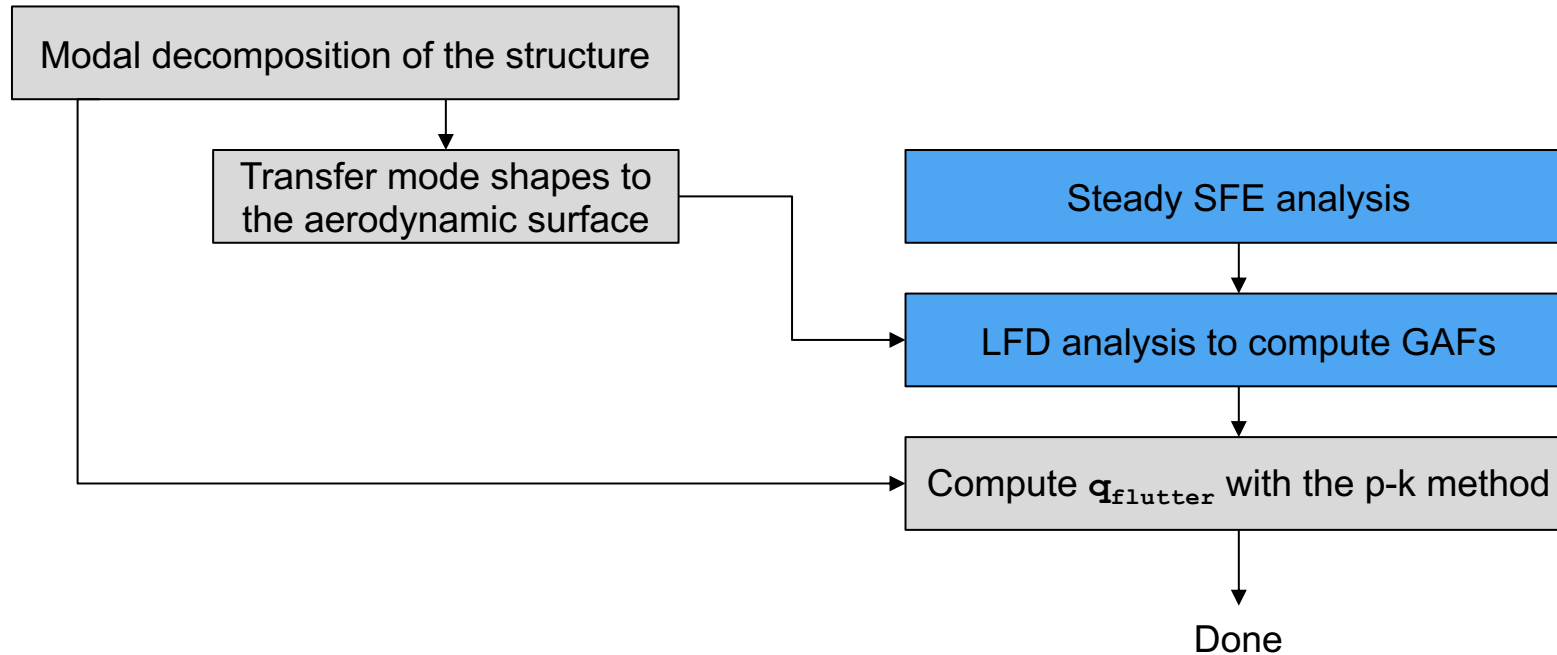 Modal decomposition of the structure
Transfer mode shapes to
the aerodynamic surface
Steady SFE analysis
LFD analysis to compute GAFs
Compute q_flutter with the p-k method
Done